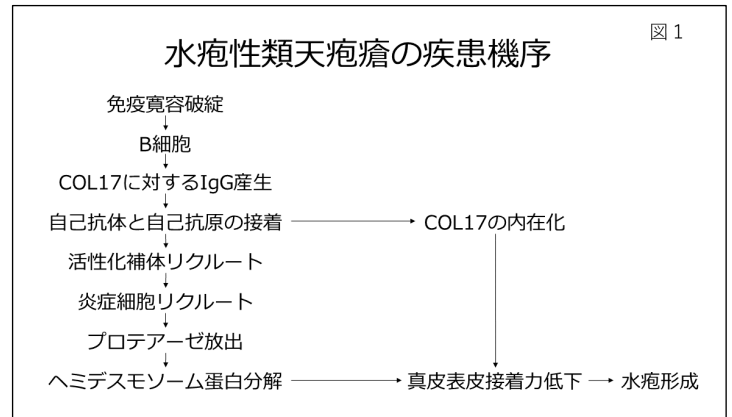 図1
水疱性類天疱瘡の疾患機序
免疫寛容破綻
B細胞
COL17に対するIgG産生
自己抗体と自己抗原の接着
COL17の内在化
活性化補体リクルート
炎症細胞リクルート
プロテアーゼ放出
ヘミデスモソーム蛋白分解
真皮表皮接着力低下
水疱形成